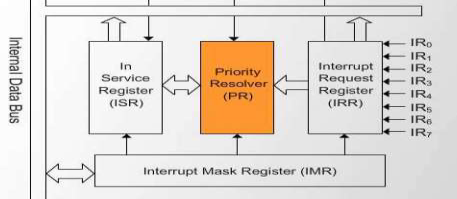 Internal Data Bus
In
Service
Register
(ISR)
Priority
Resolver
(PR)
Interrupt
Request
Register
(IRR)
IR0
IR1
IR2
IR3
IR4
IR5
IR6
IR7
Interrupt Mask Register (IMR)